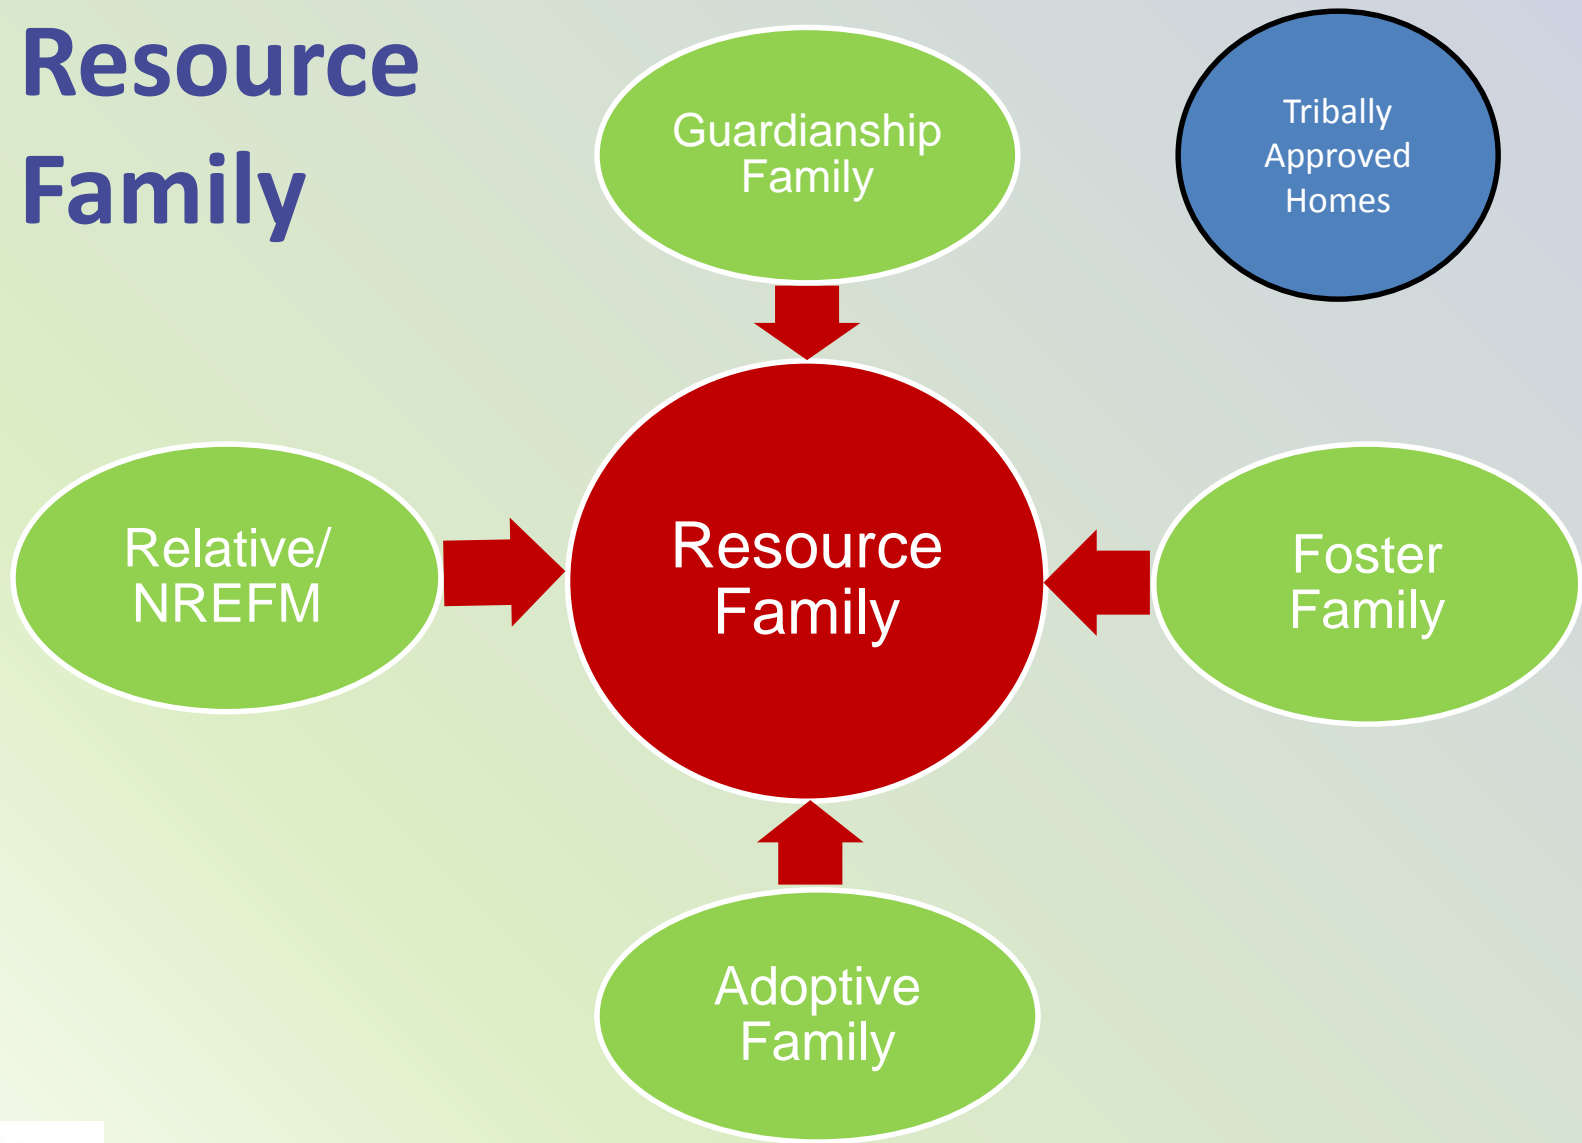 Resource
Family
Guardianship
Family
Tribally
Approved
Homes
Relative/
NREFM
Resource
Family
Foster
Family
Adoptive
Family